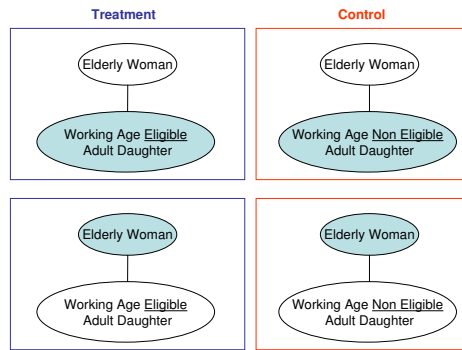 Treatment
Control
Elderly Woman
Working Age Eligible
Adult Daughter
Elderly Woman
Working Age Non Eligible
Adult Daughter
Elderly Woman
Working Age Eligible
Adult Daughter
Elderly Woman
Working Age Non Eligible
Adult Daughter